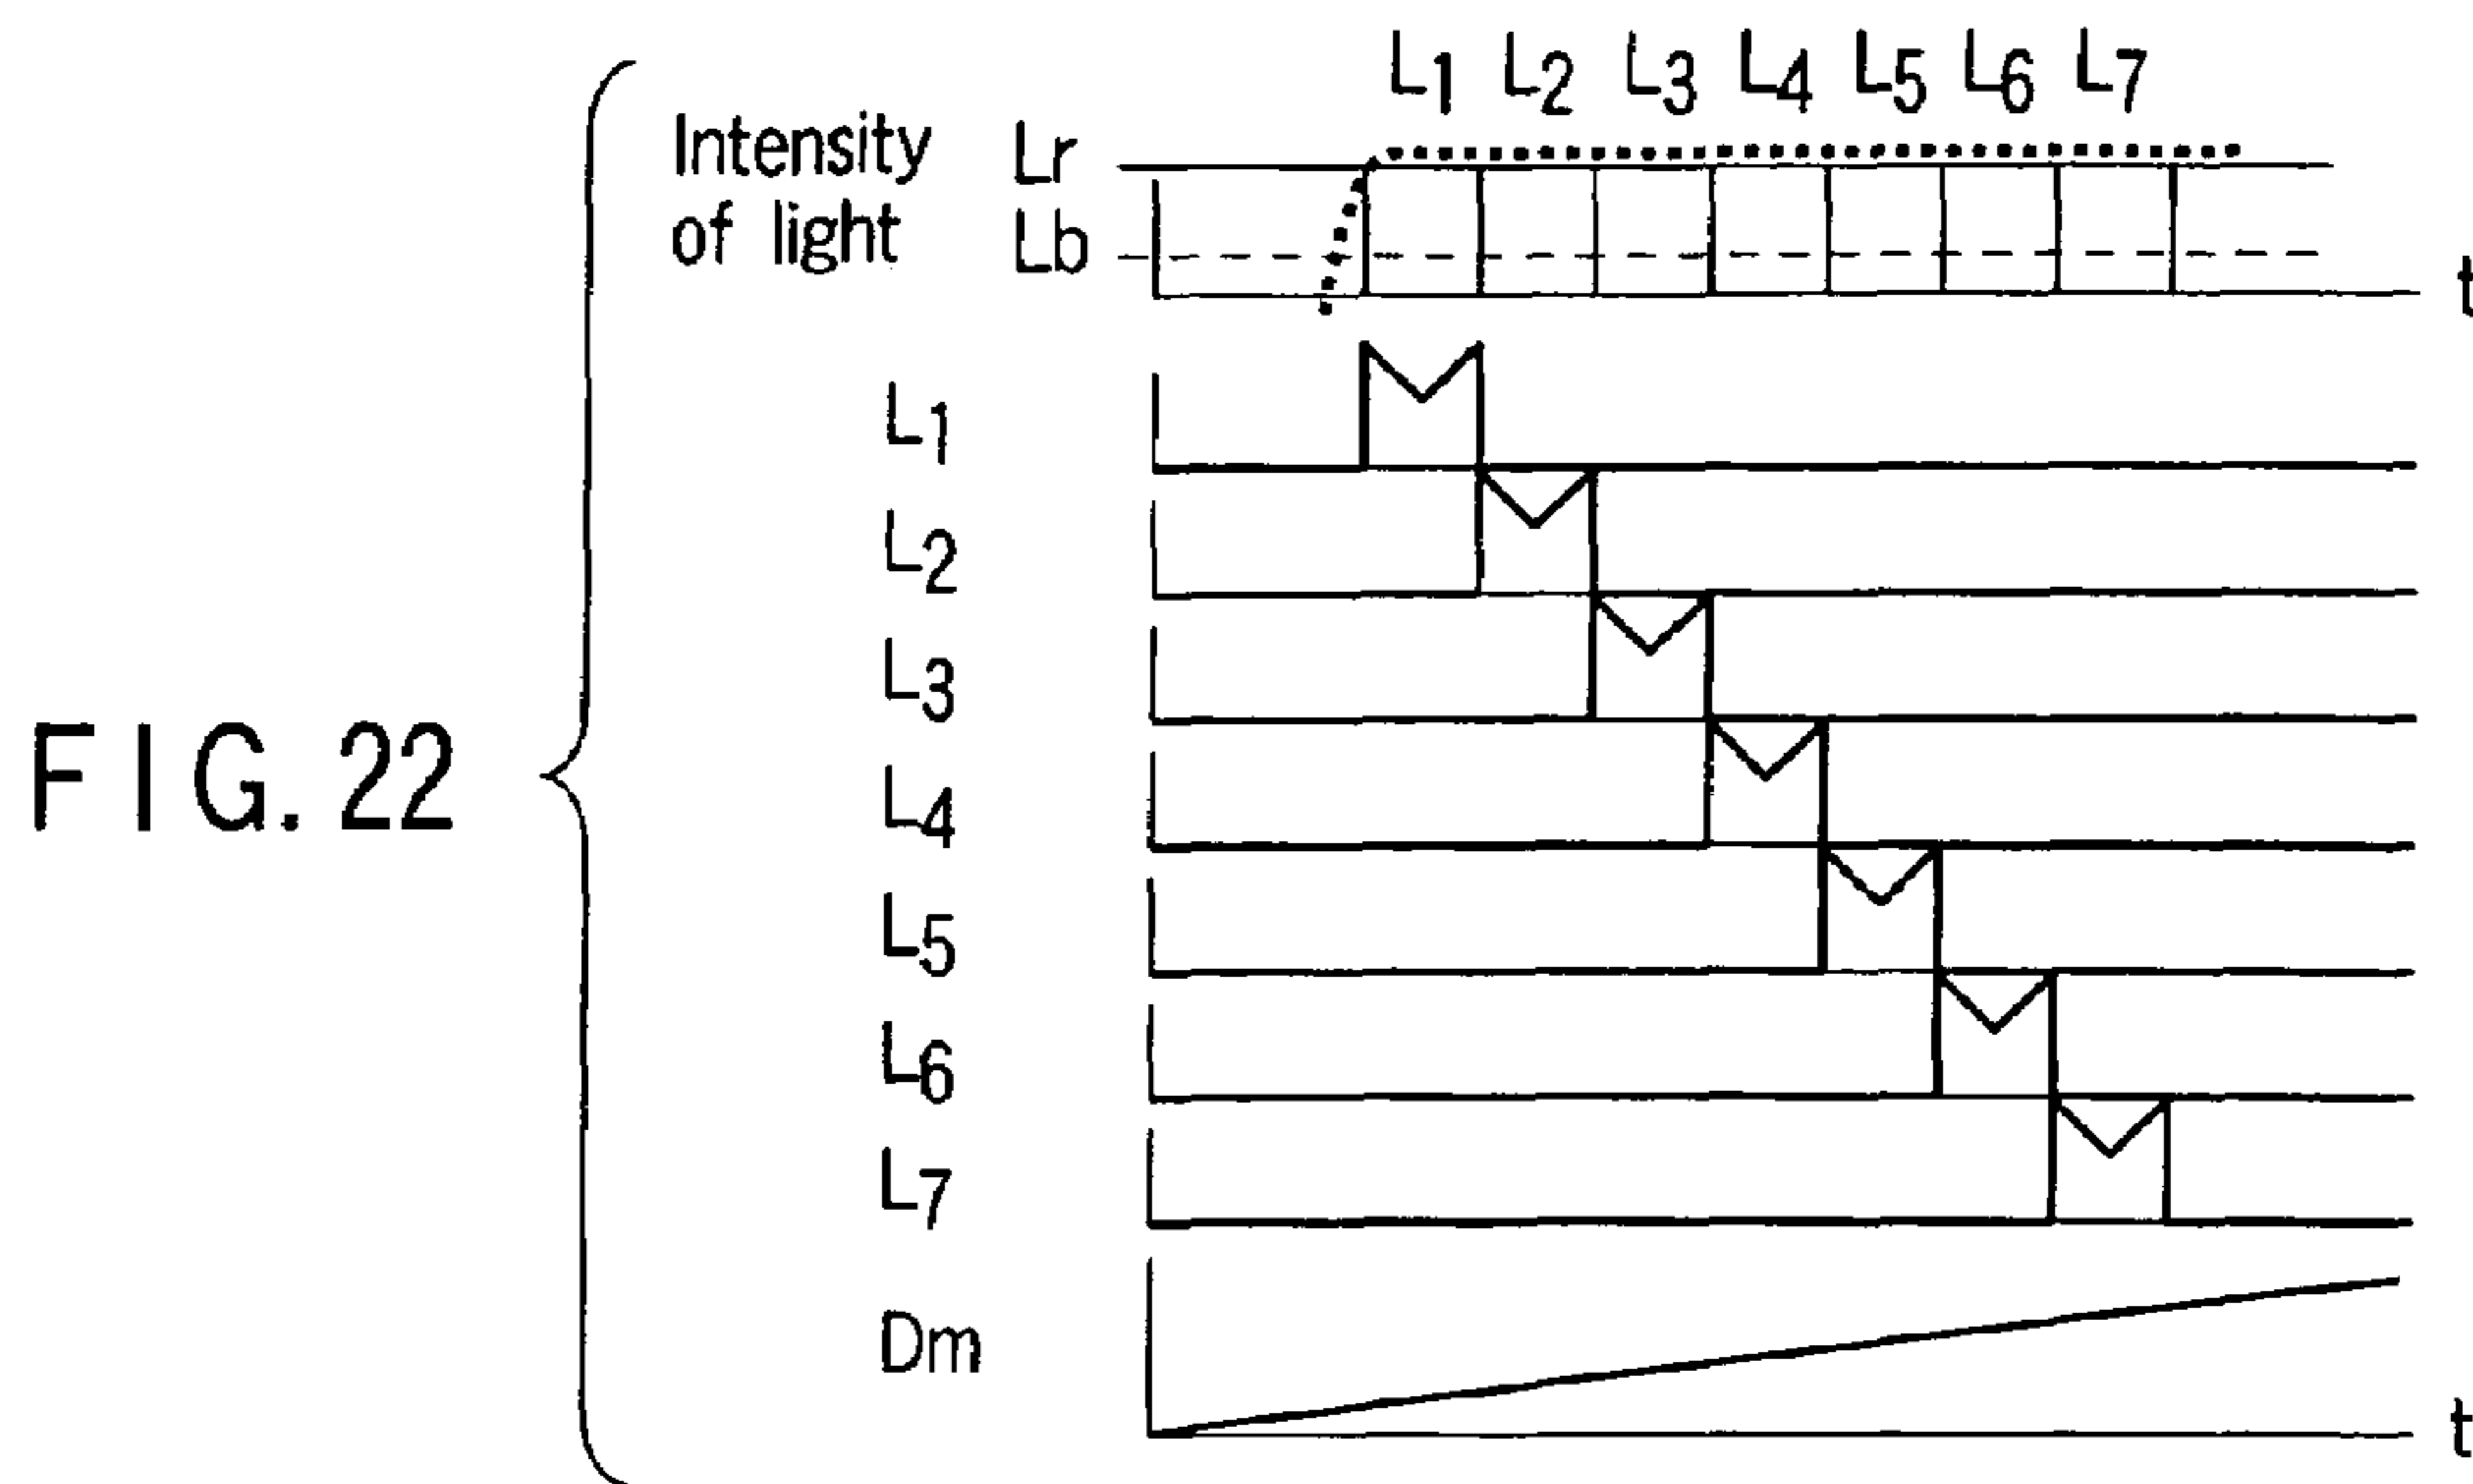 L1 L2 L3 L4 L5 L6 L7
Intensity of light
Lr
Lb
t
L1
L2
L3
L4
L5
L6
L7
Dm
t
FIG. 22